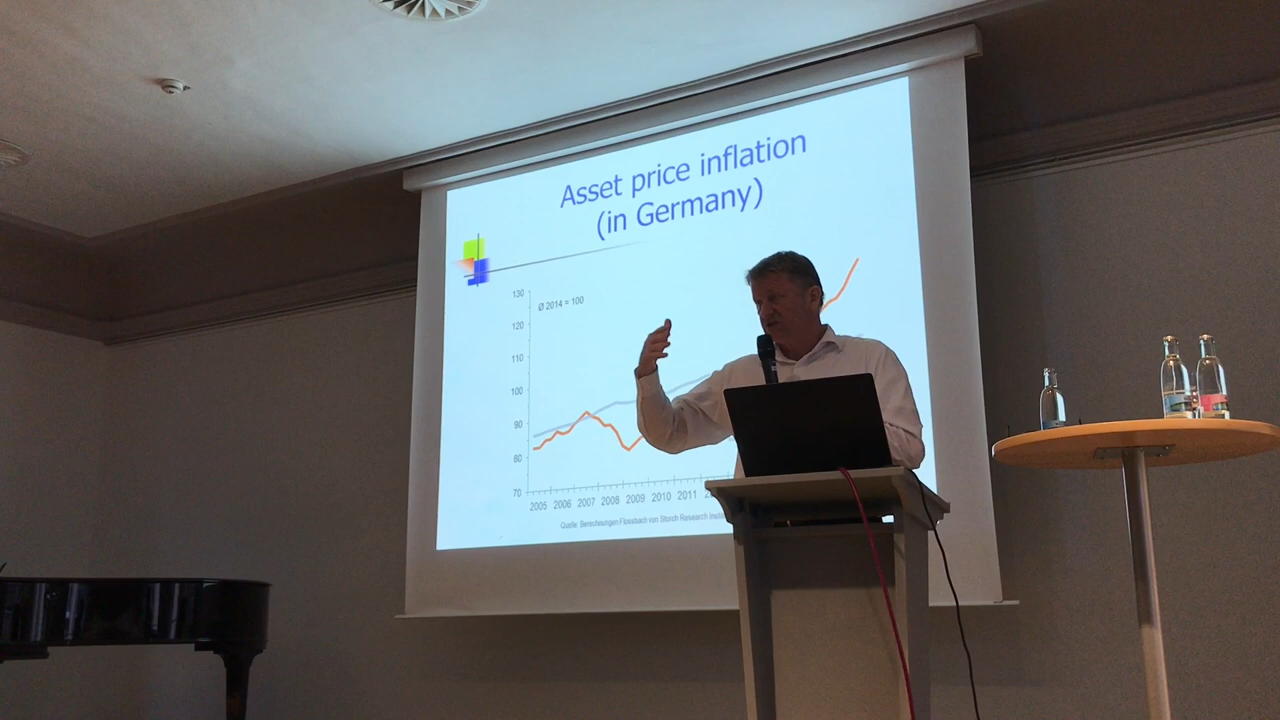 Asset price inflation
(in Germany)
130
Ø 2014 = 100
120
110
100
90
80
70
2005 2006 2007 2008 2009 2010 2011
Quelle: Berechnungen Flossbach von Storch Research